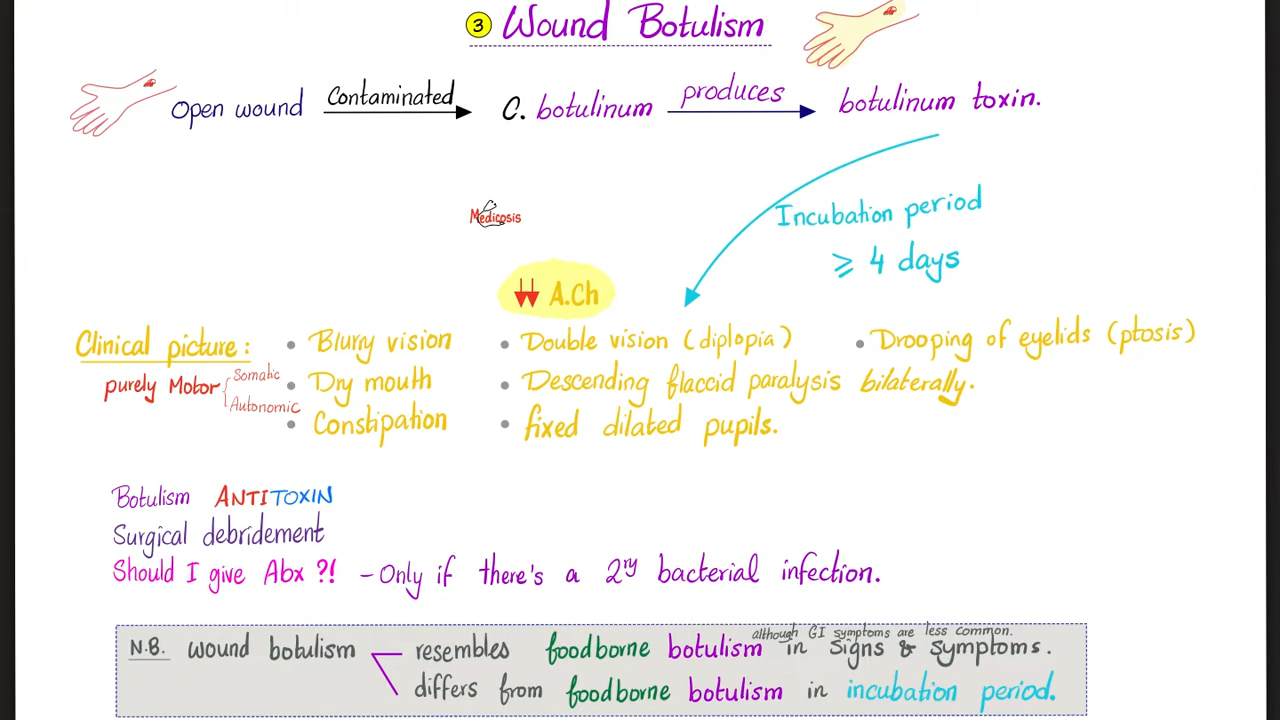 3 Wound Botulism
Open wound Contaminated C. botulinum produces botulinum toxin.
Medicosis
Incubation period
⩾ 4 days
↓↓ A.Ch
Clinical picture: • Blurry vision • Double vision (diplopia) • Drooping of eyelids (ptosis)
purely Motor { Somatic Autonomic
• Dry mouth • Descending flaccid paralysis bilaterally.
• Constipation • fixed dilated pupils.
Botulism ANTITOXIN
Surgical debridement
Should I give Abx ?! - Only if there's a 2ry bacterial infection.
although GI symptoms are less common.
N.B. wound botulism resembles foodborne botulism in signs & symptoms.
differs from foodborne botulism in incubation period.